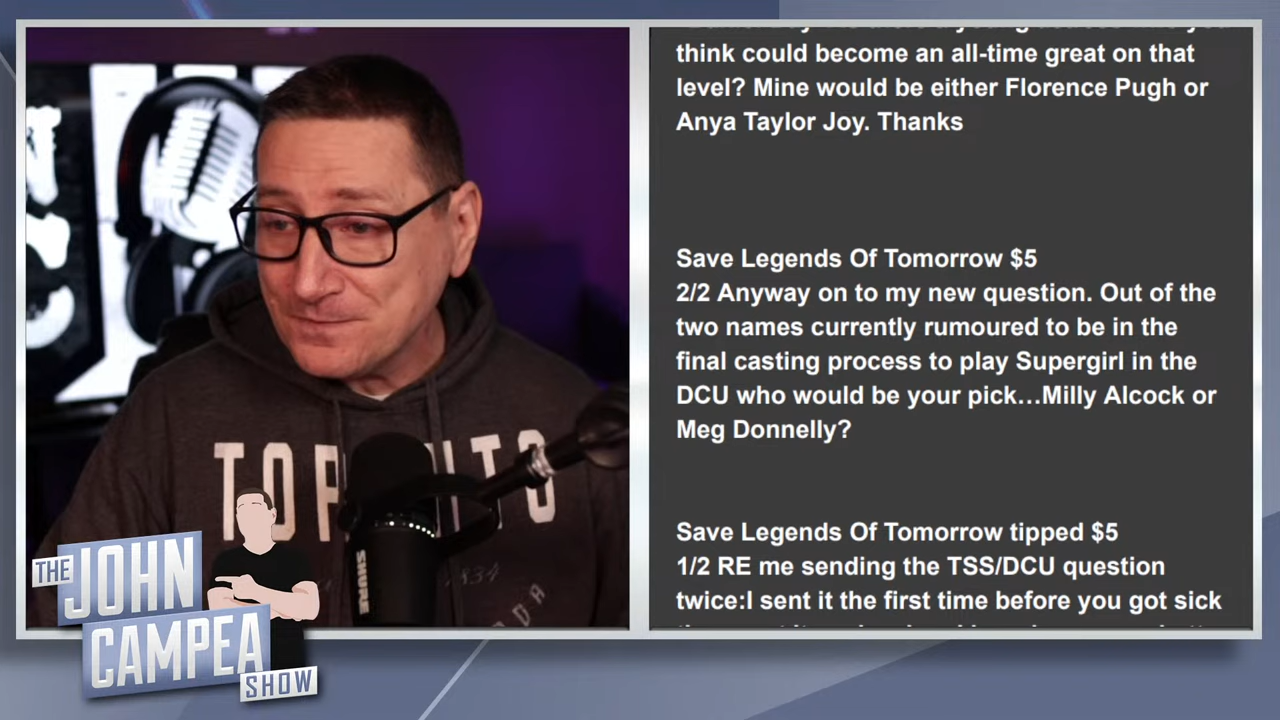 think could become an all-time great on that
level? Mine would be either Florence Pugh or
Anya Taylor Joy. Thanks
Save Legends Of Tomorrow $5
2/2 Anyway on to my new question. Out of the
two names currently rumoured to be in the
final casting process to play Supergirl in the
DCU who would be your pick…Milly Alcock or
Meg Donnelly?
Save Legends Of Tomorrow tipped $5
1/2 RE me sending the TSS/DCU question
twice:I sent it the first time before you got sick
SHURE
THE
JOHN
CAMPEA
SHOW